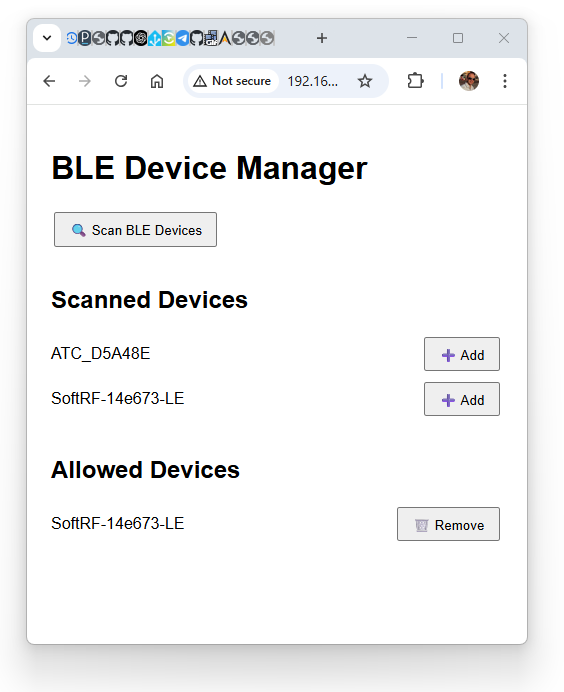 Not secure 192.16...
BLE Device Manager
Scan BLE Devices
Scanned Devices
ATC_D5A48E Add
SoftRF-14e673-LE Add
Allowed Devices
SoftRF-14e673-LE Remove